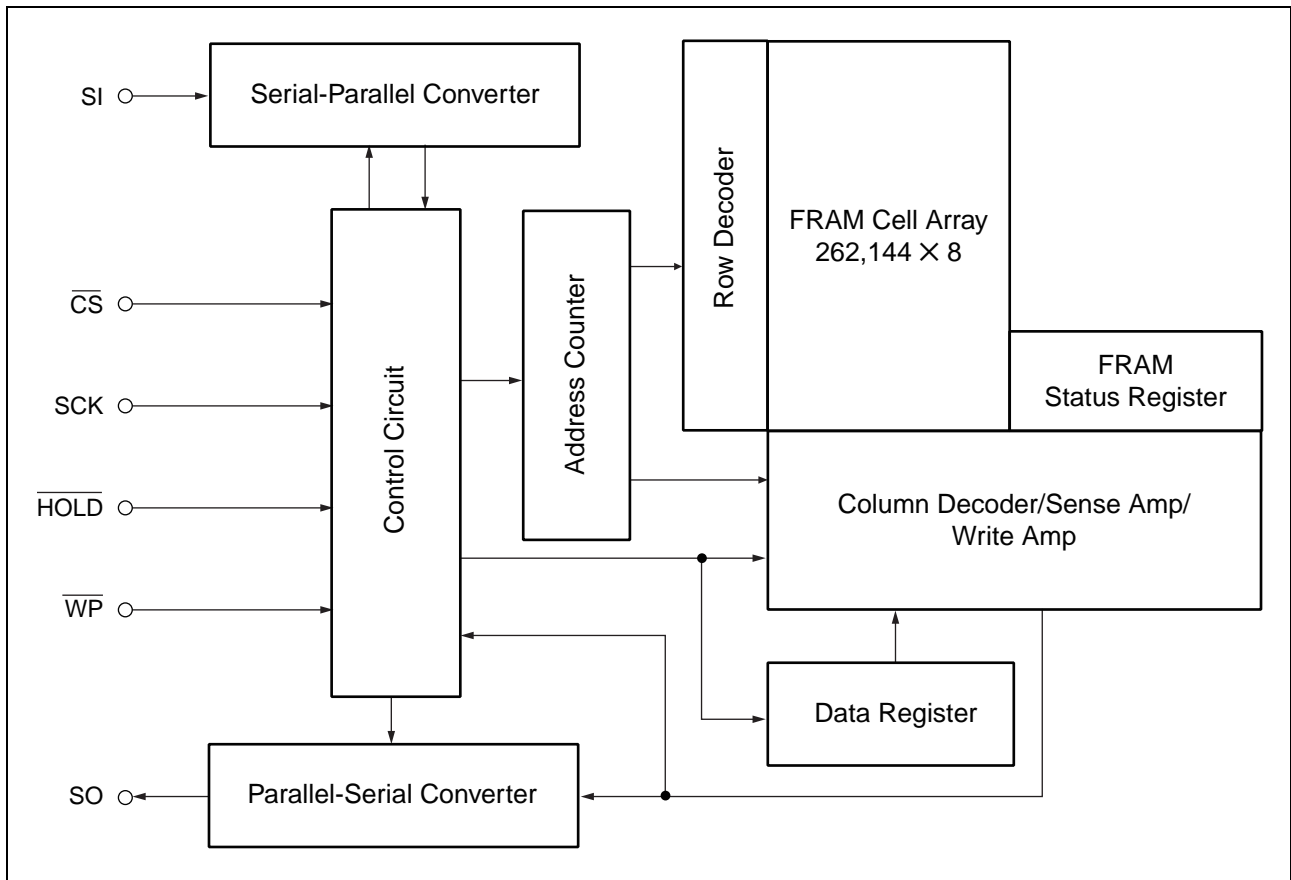 SI
Serial-Parallel Converter
CS
SCK
HOLD
WP
SO
Control Circuit
Address Counter
Row Decoder
FRAM Cell Array
262,144 × 8
FRAM
Status Register
Column Decoder/Sense Amp/
Write Amp
Data Register
Parallel-Serial Converter